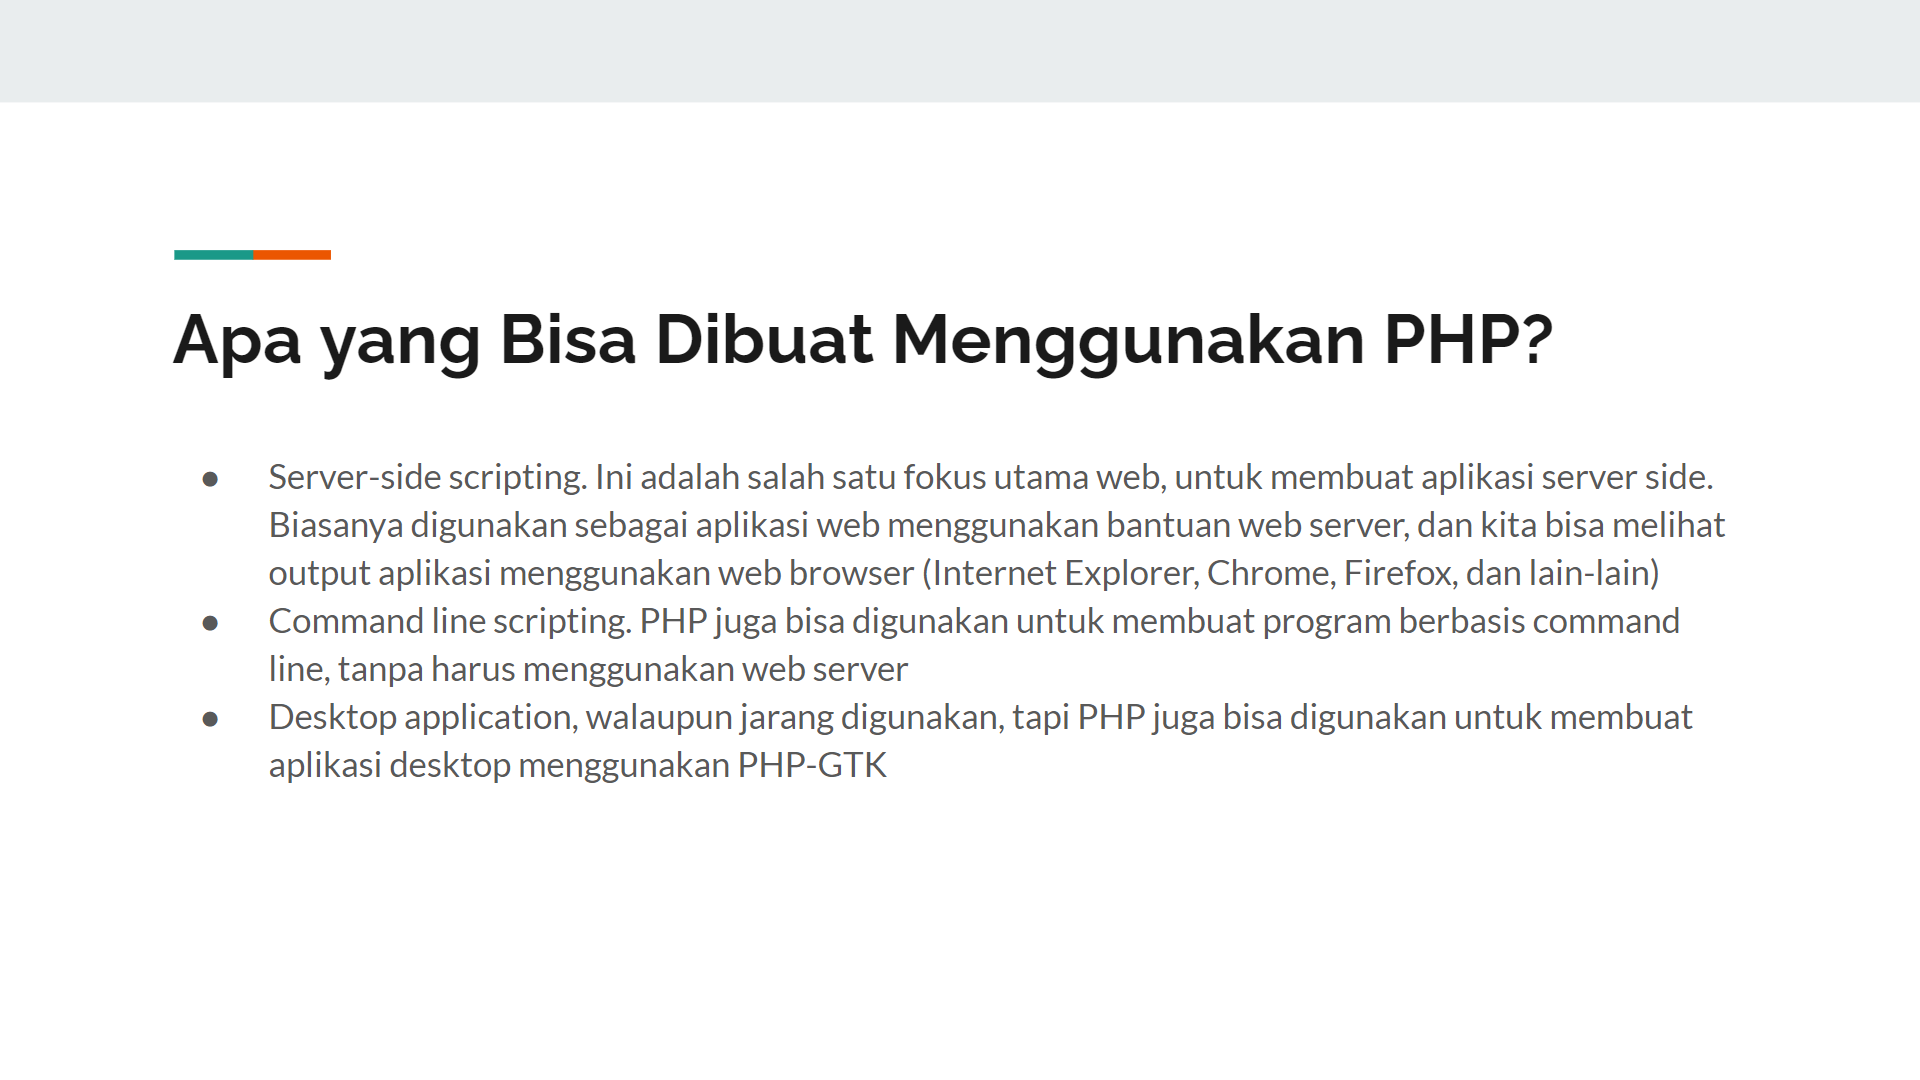 Apa yang Bisa Dibuat Menggunakan PHP?
● Server-side scripting. Ini adalah salah satu fokus utama web, untuk membuat aplikasi server side.
Biasanya digunakan sebagai aplikasi web menggunakan bantuan web server, dan kita bisa melihat
output aplikasi menggunakan web browser (Internet Explorer, Chrome, Firefox, dan lain-lain)
● Command line scripting. PHP juga bisa digunakan untuk membuat program berbasis command
line, tanpa harus menggunakan web server
● Desktop application, walaupun jarang digunakan, tapi PHP juga bisa digunakan untuk membuat
aplikasi desktop menggunakan PHP-GTK